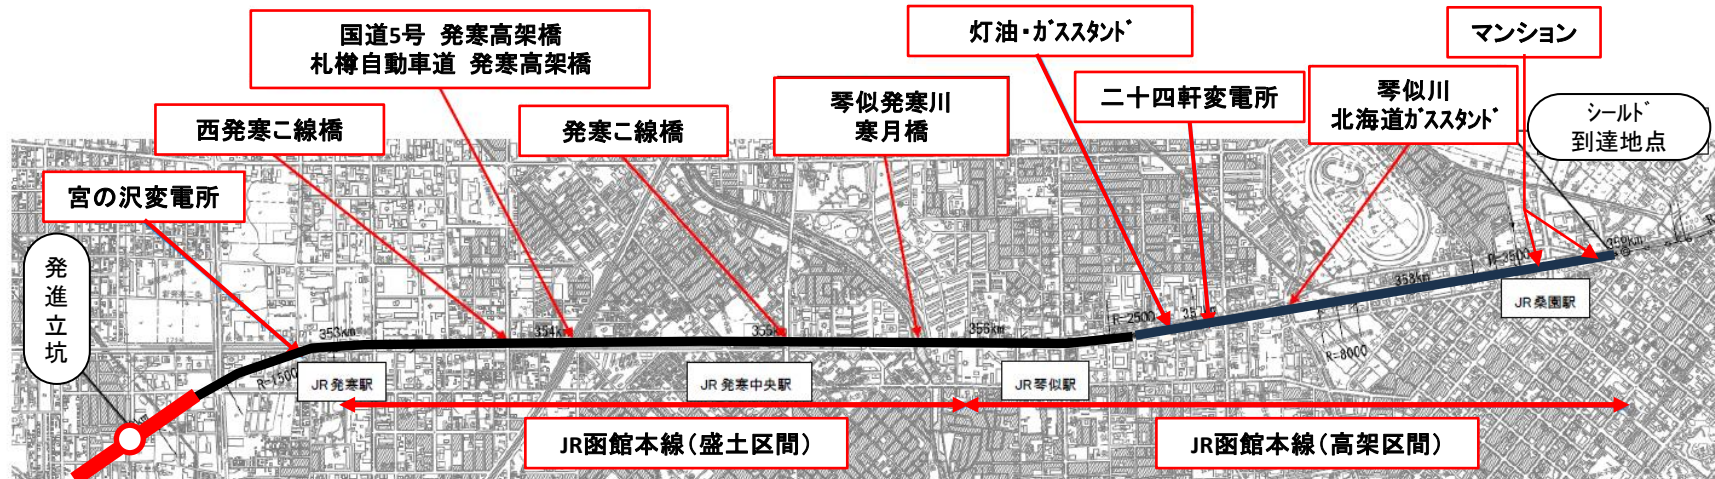 国道5号 発寒高架橋
札樽自動車道 発寒高架橋
灯油・ガススタンド
マンション
西発寒こ線橋
発寒こ線橋
琴似発寒川
寒月橋
二十四軒変電所
琴似川
北海道ガススタンド
シールド
到達地点
宮の沢変電所
発進立坑
353km
354km
355km
356km
R=2500
358km
R=3500
359km
R=1500
R=8000
JR発寒駅
JR発寒中央駅
JR琴似駅
JR桑園駅
JR函館本線(盛土区間)
JR函館本線(高架区間)